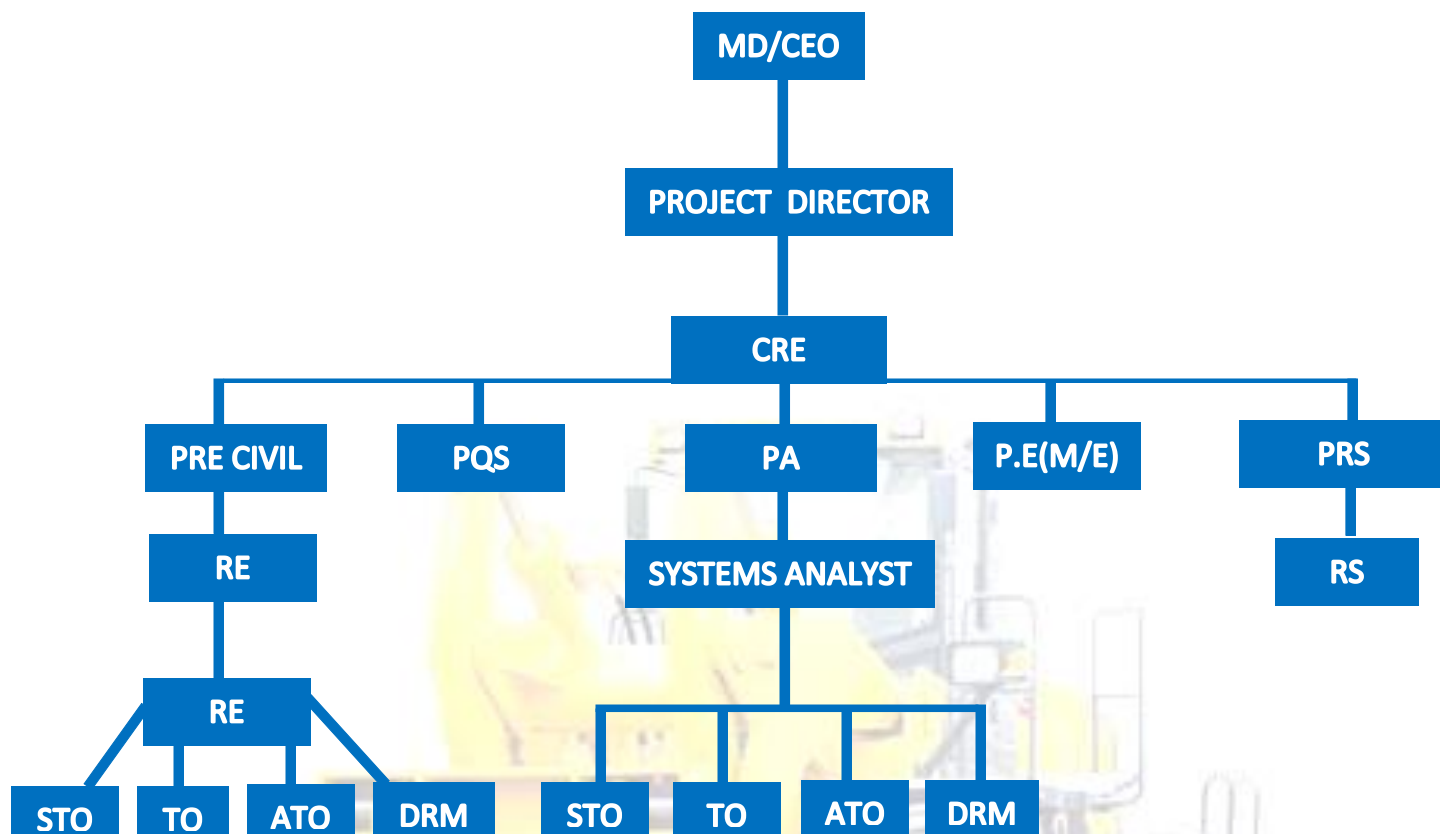 MD/CEO
PROJECT DIRECTOR
CRE
PRE CIVIL
PQS
PA
P.E(M/E)
PRS
RE
SYSTEMS ANALYST
RS
RE
STO
TO
ATO
DRM
STO
TO
ATO
DRM